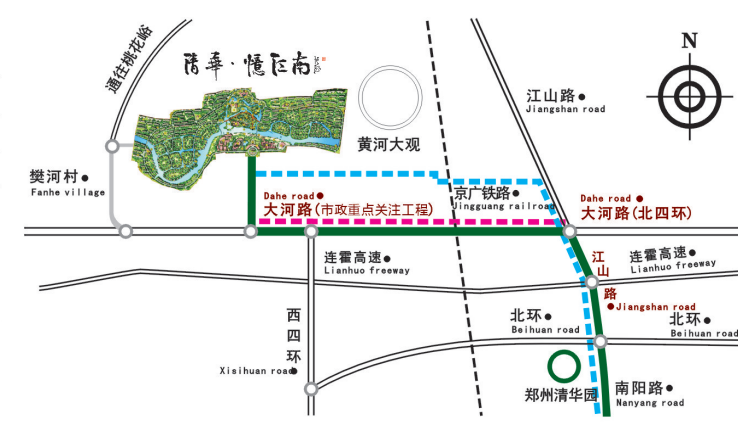 通往桃花峪
清華·憶江南
N
江山路
Jiangshan road
黄河大观
樊河村
Fanhe village
京广铁路
Jingguang railroad
Dahe road
大河路(市政重点关注工程)
Dahe road
大河路(北四环)
连霍高速
Lianhuo freeway
江山路
连霍高速
Lianhuo freeway
Jiangshan road
西四环
Xisihuan road
北环
Beihuan road
北环
Beihuan road
郑州清华园
南阳路
Nanyang road